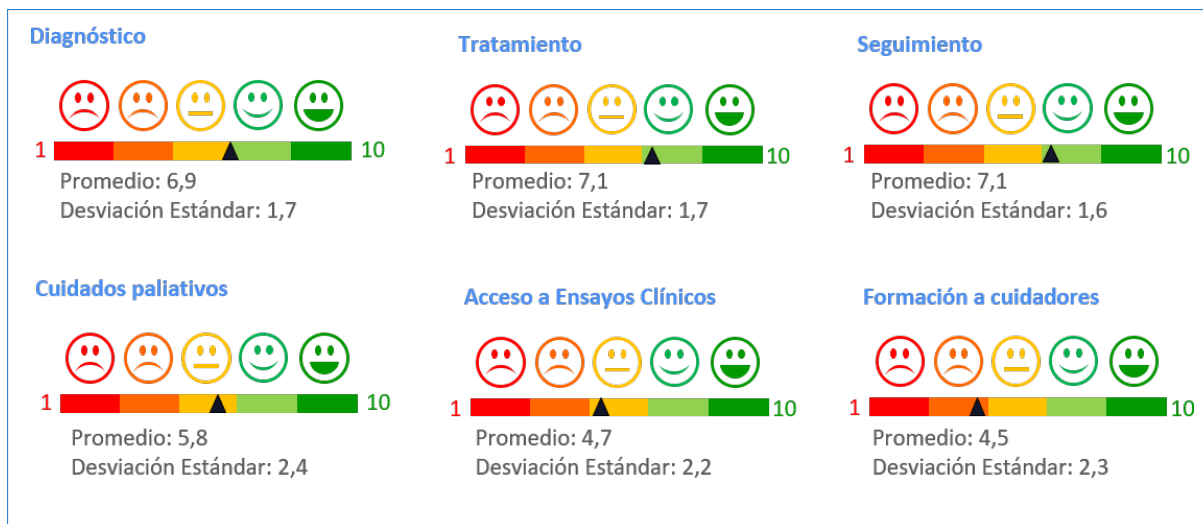 Diagnóstico
1 10
Promedio: 6,9
Desviación Estándar: 1,7
Tratamiento
1 10
Promedio: 7,1
Desviación Estándar: 1,7
Seguimiento
1 10
Promedio: 7,1
Desviación Estándar: 1,6
Cuidados paliativos
1 10
Promedio: 5,8
Desviación Estándar: 2,4
Acceso a Ensayos Clínicos
1 10
Promedio: 4,7
Desviación Estándar: 2,2
Formación a cuidadores
1 10
Promedio: 4,5
Desviación Estándar: 2,3